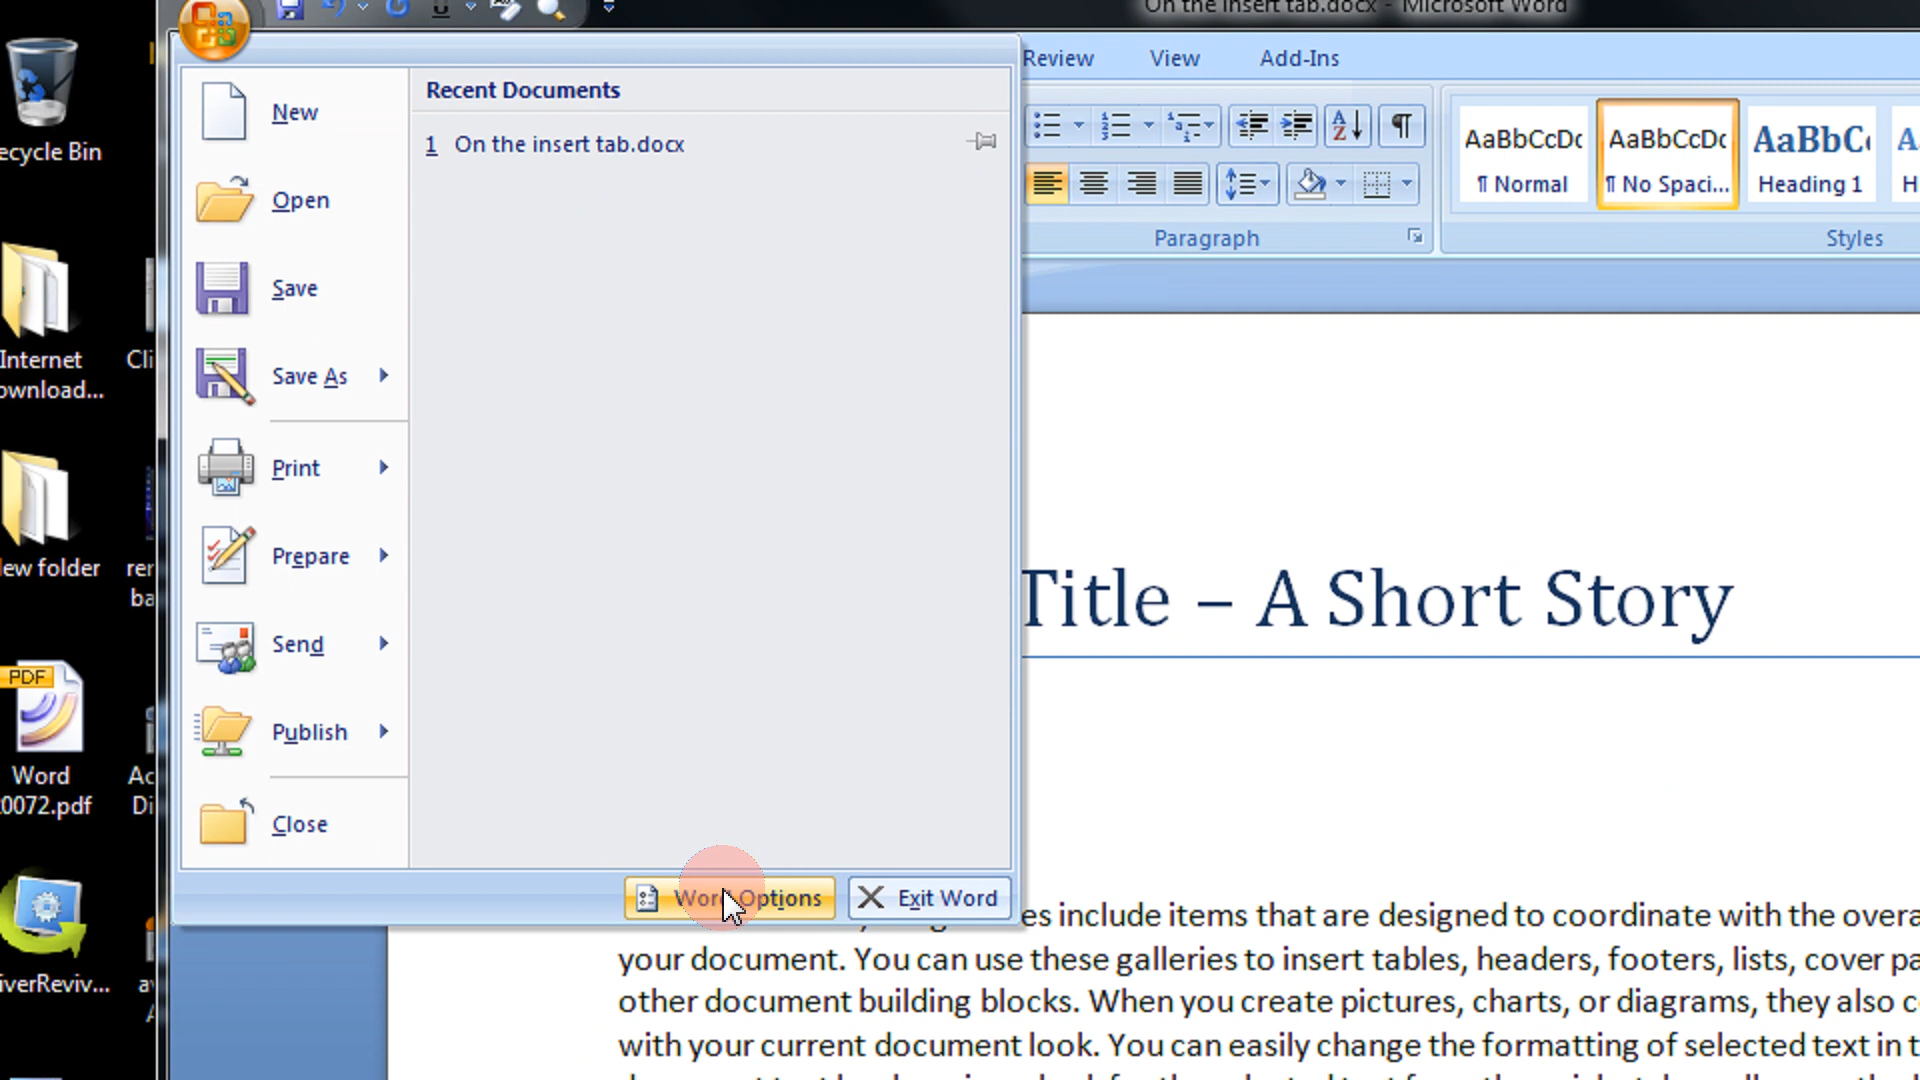 On the insert tab.docx - Microsoft Word
Review View Add-Ins
New
Open
Save
Save As
Print
Prepare
Send
Publish
Close
Recent Documents
1 On the insert tab.docx
Word Options
Exit Word
AaBbCcDc
¶ Normal
AaBbCcDc
¶ No Spaci...
AaBbC
Heading 1
Paragraph
Styles
Title – A Short Story
es include items that are designed to coordinate with the overa
your document. You can use these galleries to insert tables, headers, footers, lists, cover pa
other document building blocks. When you create pictures, charts, or diagrams, they also c
with your current document look. You can easily change the formatting of selected text in t
ecycle Bin
Internet
ownload...
Cli
ew folder
rer
ba
PDF
Word
0072.pdf
Ac
Di
iverReviv...